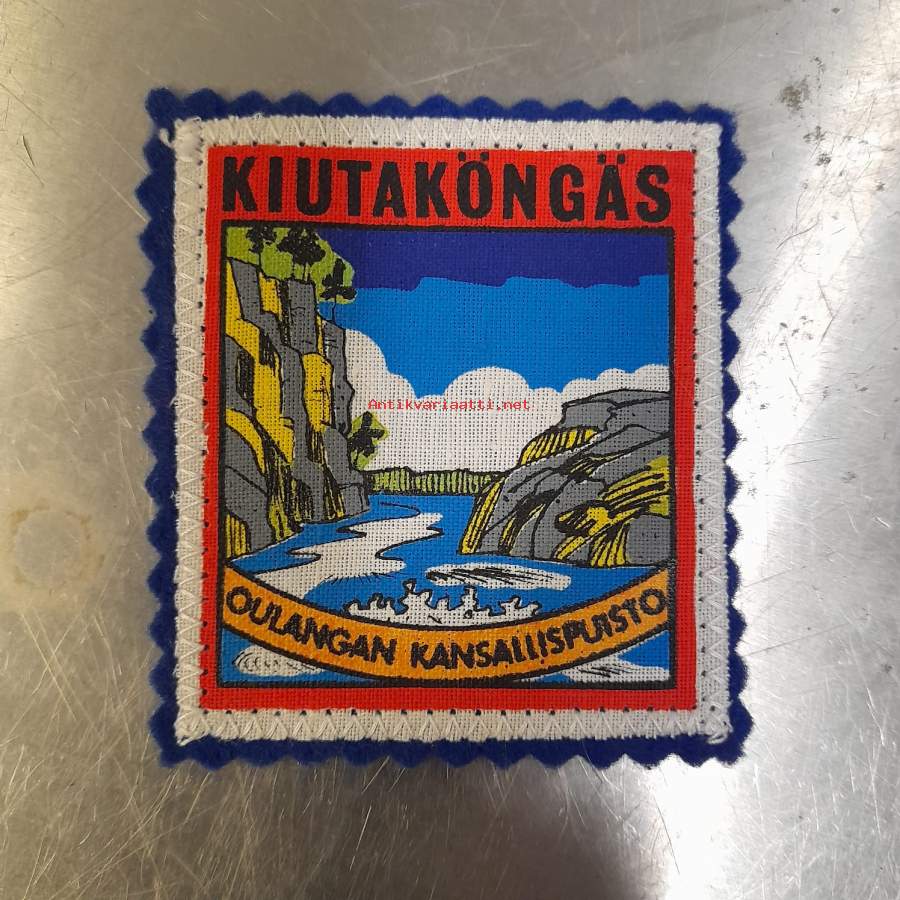 KIUTAKÖNGÄS
Antikvariaatti.net
OULANGAN KANSALLISPUISTO